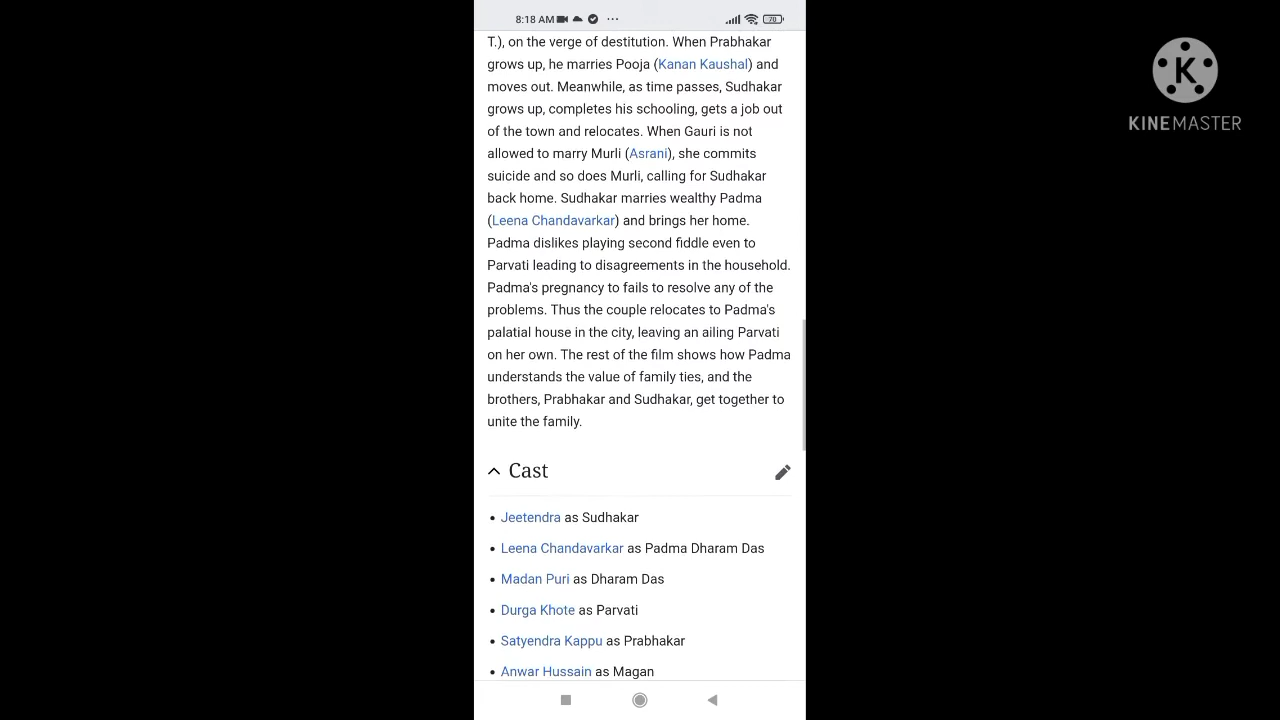 8:18 AM
70
T.), on the verge of destitution. When Prabhakar
grows up, he marries Pooja (Kanan Kaushal) and
moves out. Meanwhile, as time passes, Sudhakar
grows up, completes his schooling, gets a job out
of the town and relocates. When Gauri is not
allowed to marry Murli (Asrani), she commits
suicide and so does Murli, calling for Sudhakar
back home. Sudhakar marries wealthy Padma
(Leena Chandavarkar) and brings her home.
Padma dislikes playing second fiddle even to
Parvati leading to disagreements in the household.
Padma's pregnancy to fails to resolve any of the
problems. Thus the couple relocates to Padma's
palatial house in the city, leaving an ailing Parvati
on her own. The rest of the film shows how Padma
understands the value of family ties, and the
brothers, Prabhakar and Sudhakar, get together to
unite the family.
Cast
• Jeetendra as Sudhakar
• Leena Chandavarkar as Padma Dharam Das
• Madan Puri as Dharam Das
• Durga Khote as Parvati
• Satyendra Kappu as Prabhakar
• Anwar Hussain as Magan
K
KINEMASTER